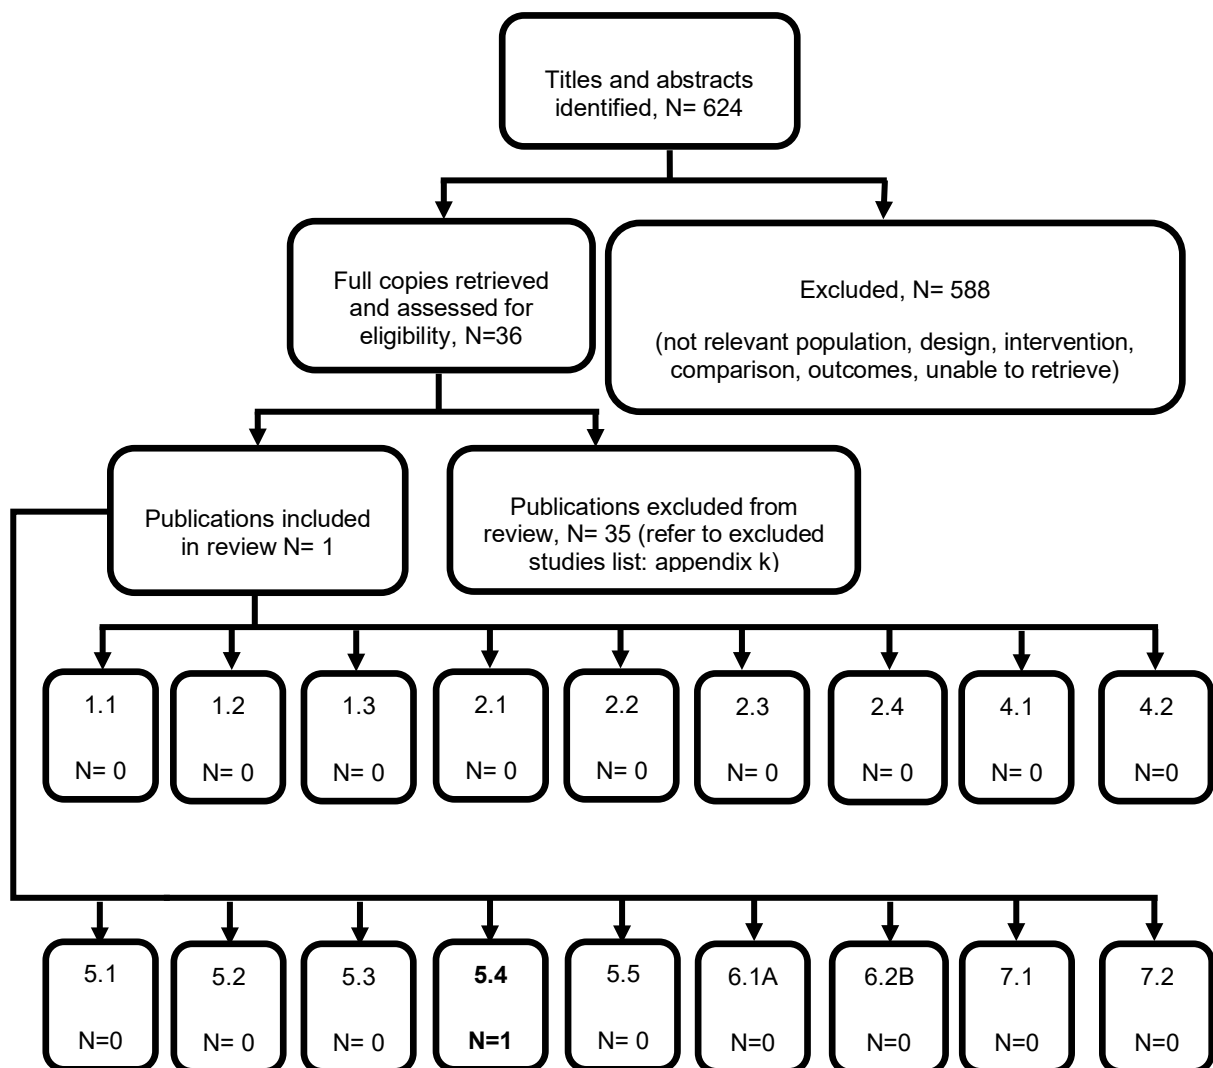 Titles and abstracts
identified, N= 624
Full copies retrieved
and assessed for
eligibility, N=36
Excluded, N= 588
(not relevant population, design, intervention,
comparison, outcomes, unable to retrieve)
Publications included
in review N= 1
Publications excluded from
review, N= 35 (refer to excluded
studies list: appendix k)
1.1
N= 0
1.2
N= 0
1.3
N= 0
2.1
N= 0
2.2
N= 0
2.3
N= 0
2.4
N= 0
4.1
N= 0
4.2
N=0
5.1
N=0
5.2
N= 0
5.3
N= 0
5.4
N=1
5.5
N= 0
6.1A
N=0
6.2B
N=0
7.1
N=0
7.2
N=0